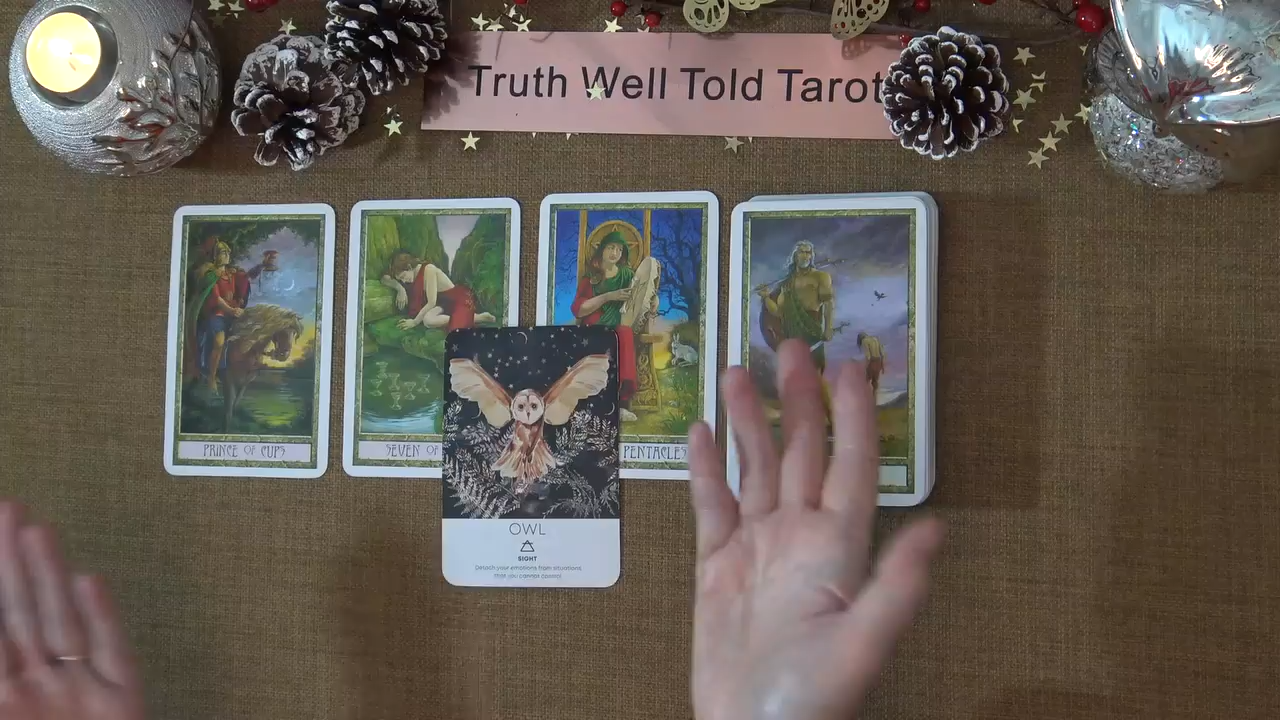 Truth Well Told Tarot
PRINCE OF CUPS
SEVEN OF
PENTACLES
OWL
SIGHT
Detach your emotions from situations
that you cannot control